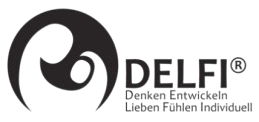 DELFI®
Denken Entwickeln
Lieben Fühlen Individuell